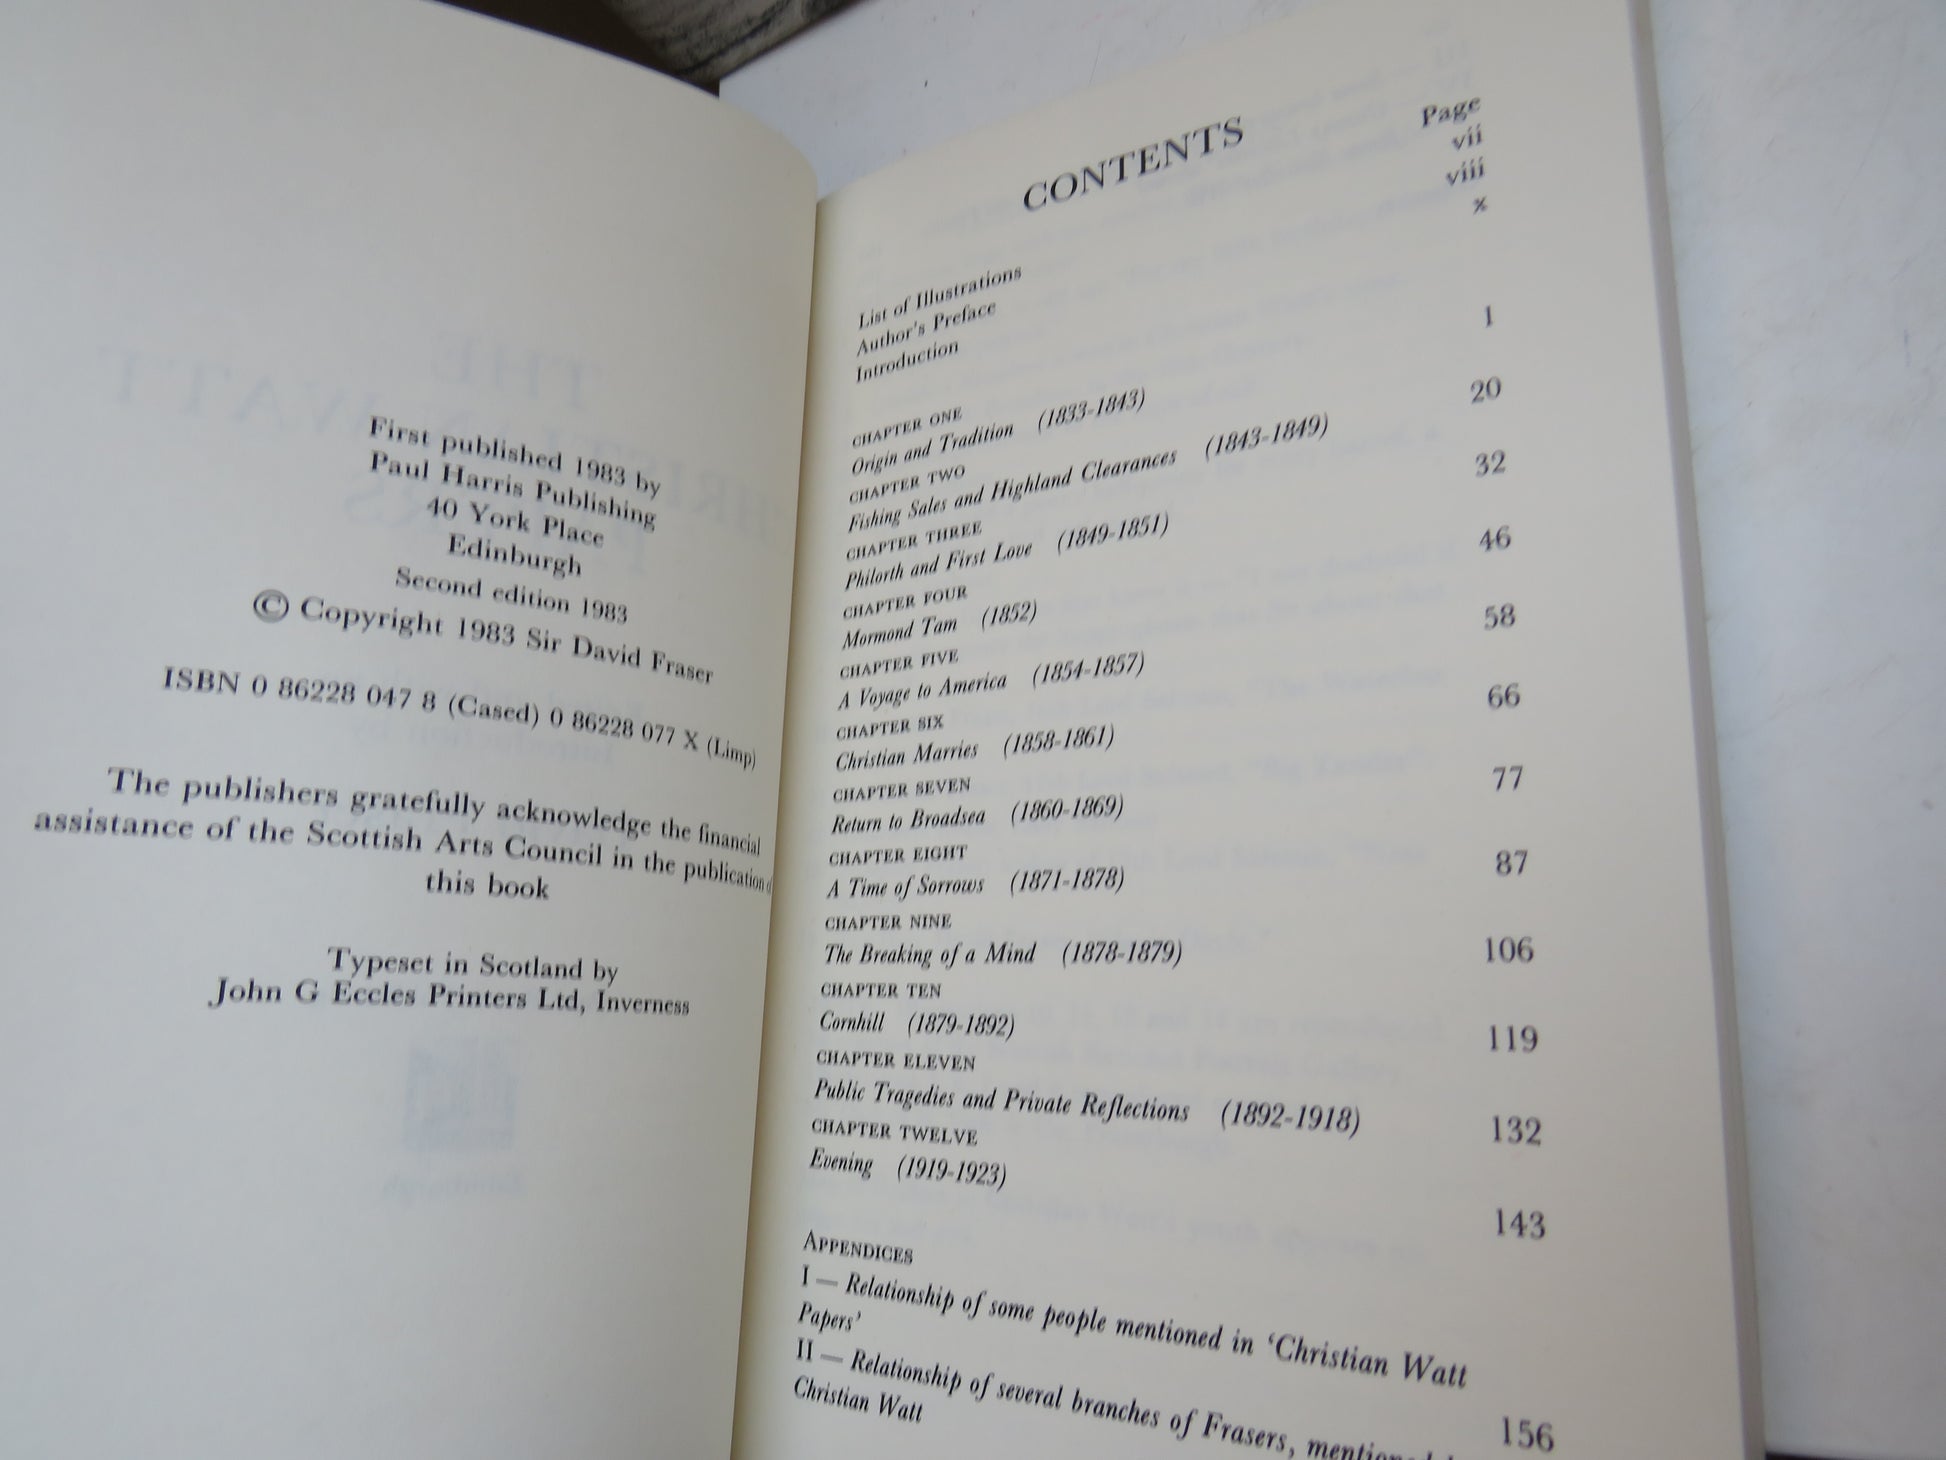 First published 1983 by
Paul Harris Publishing
40 York Place
Edinburgh
Second edition 1983
© Copyright 1983 Sir David Fraser
ISBN 0 86228 047 8 (Cased) 0 86228 077 X (Limp)
The publishers gratefully acknowledge the financial
assistance of the Scottish Arts Council in the publication of
this book
Typeset in Scotland by
John G Eccles Printers Ltd, Inverness
CONTENTS
Page
List of Illustrations vii
Author's Preface viii
Introduction x
CHAPTER ONE
Origin and Tradition (1833-1843) 1
CHAPTER TWO
Fishing Sales and Highland Clearances (1843-1849) 20
CHAPTER THREE
Philorth and First Love (1849-1851) 32
CHAPTER FOUR
Mormond Tam (1852) 46
CHAPTER FIVE
A Voyage to America (1854-1857) 58
CHAPTER SIX
Christian Marries (1858-1861) 66
CHAPTER SEVEN
Return to Broadsea (1860-1869) 77
CHAPTER EIGHT
A Time of Sorrows (1871-1878) 87
CHAPTER NINE
The Breaking of a Mind (1878-1879) 106
CHAPTER TEN
Cornhill (1879-1892) 119
CHAPTER ELEVEN
Public Tragedies and Private Reflections (1892-1918) 132
CHAPTER TWELVE
Evening (1919-1923) 143
APPENDICES
I — Relationship of some people mentioned in 'Christian Watt
Papers' 156
II — Relationship of several branches of Frasers, mentioned
Christian Watt